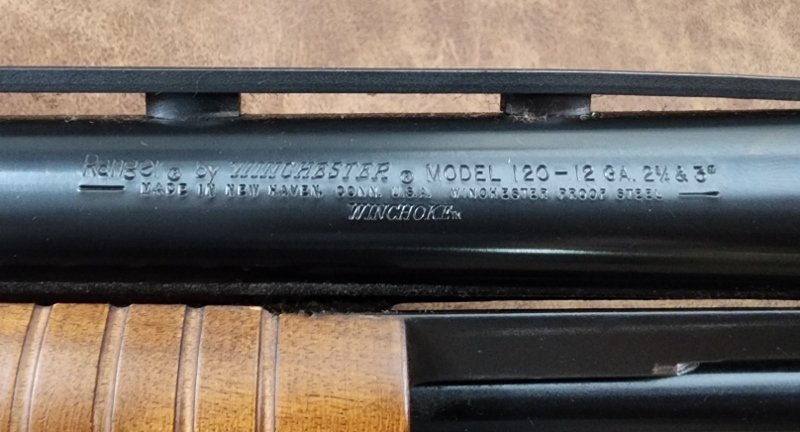 Ranger ® by WINCHESTER ® MODEL 120-12 GA. 2¾ & 3"
MADE IN NEW HAVEN, CONN. U.S.A. WINCHESTER PROOF STEEL
WINCHOKE™